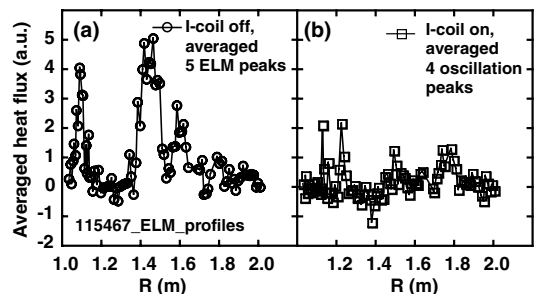 (a)
I-coil off,
averaged
5 ELM peaks
(b)
I-coil on,
averaged
4 oscillation
peaks
Averaged heat flux (a.u.)
5
4
3
2
1
0
-1
-2
115467_ELM_profiles
1.0 1.2 1.4 1.6 1.8 2.0
R (m)
1.2 1.4 1.6 1.8 2.0
R (m)